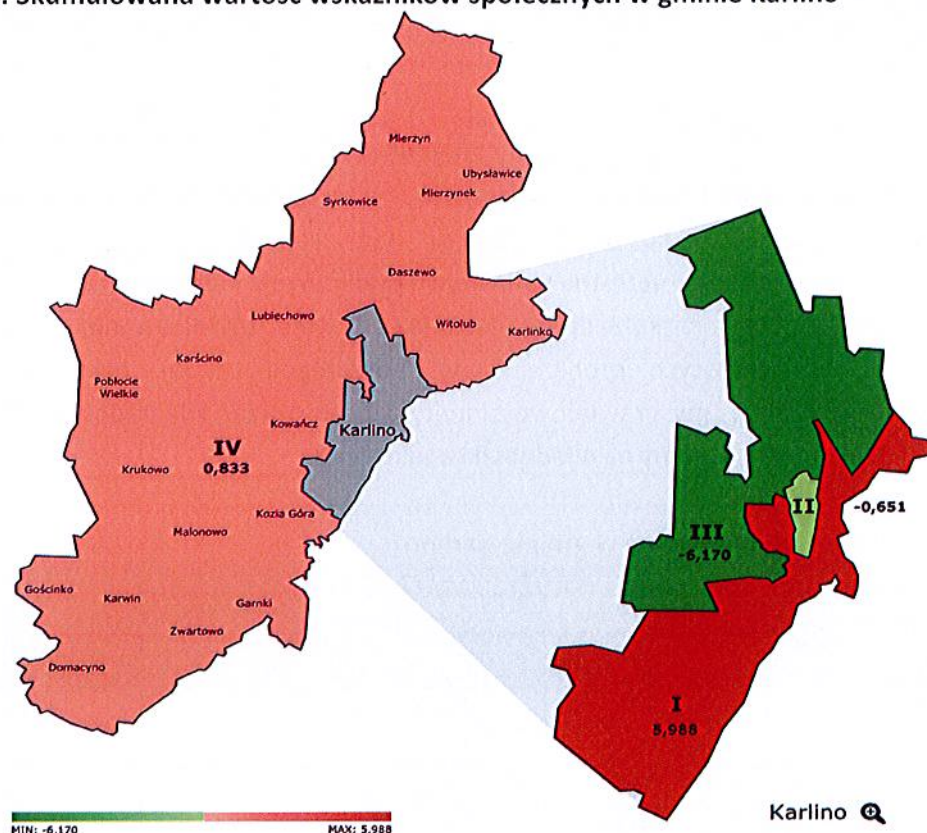 . Skumulowana wartość wskaźników społecznych w gminie Karlino
Mierzyn
Ubysławice
Mierzynek
Syrkowice
Daszewo
Lubiechowo
Witolub
Karlinko
Karścino
Pobłocie
Wielkie
Kowańcz
Karlino
IV
0,833
Krukowo
Kozia Góra
Malonowo
Gościnko
Karwin
Garnki
Zwartowo
Domacyno
II
-0,651
III
-6,170
I
5,988
Karlino
MIN: -6,170
MAX: 5,988